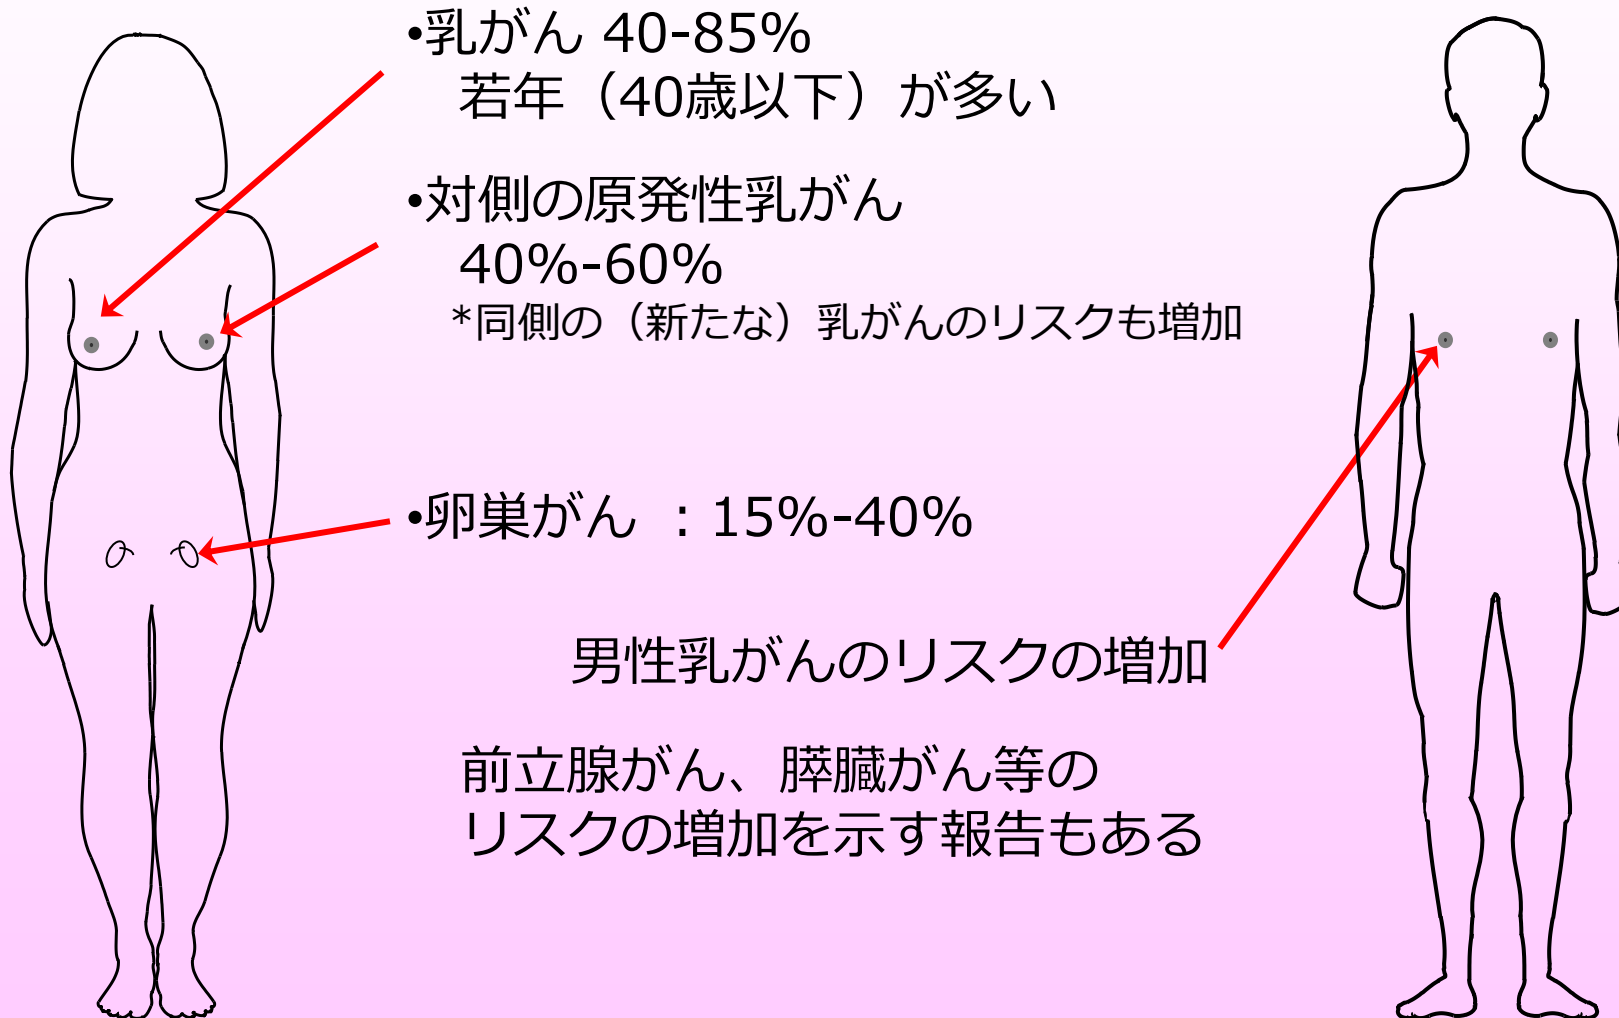 •乳がん 40-85%
若年（40歳以下）が多い
•対側の原発性乳がん
40%-60%
*同側の（新たな）乳がんのリスクも増加
•卵巣がん ：15%-40%
男性乳がんのリスクの増加
前立腺がん、膵臓がん等の
リスクの増加を示す報告もある